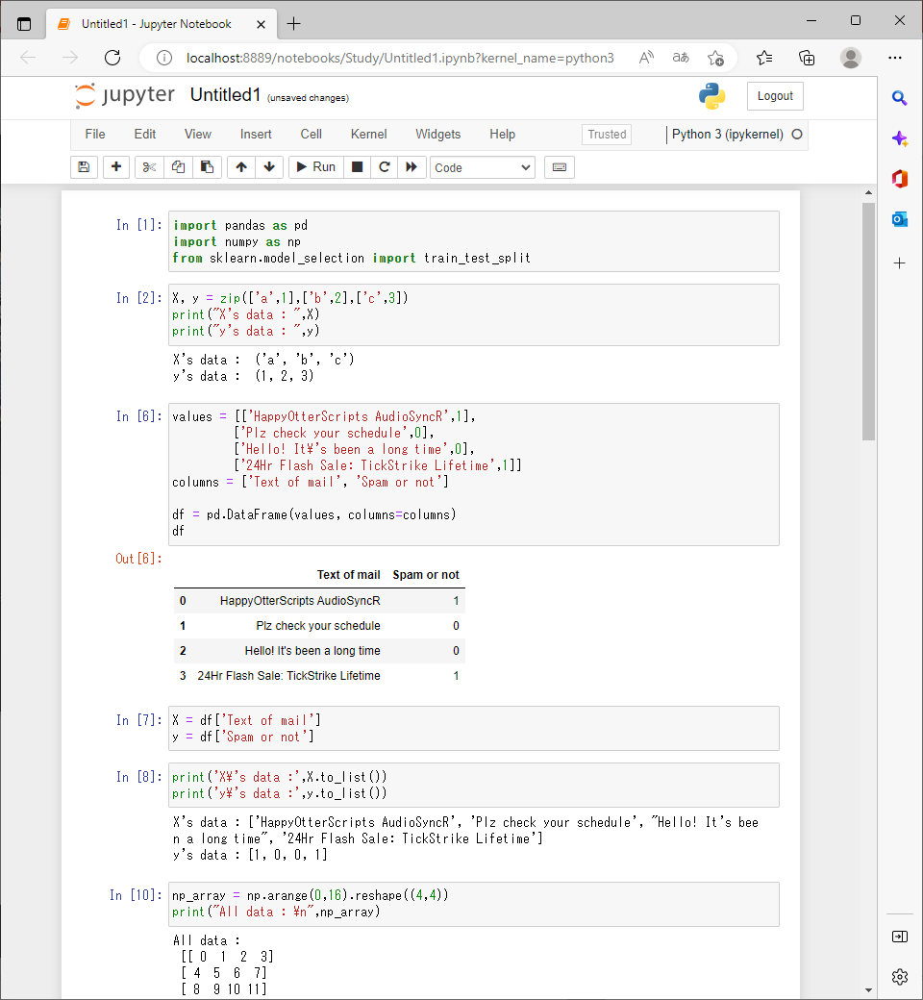 Untitled1 - Jupyter Notebook
localhost:8889/notebooks/Study/Untitled1.ipynb?kernel_name=python3
jupyter Untitled1 (unsaved changes)
Logout
File Edit View Insert Cell Kernel Widgets Help Trusted Python 3 (ipykernel)
Run Code
In [1]: import pandas as pd
import numpy as np
from sklearn.model_selection import train_test_split
In [2]: X, y = zip(['a',1],['b',2],['c',3])
print("X's data : ",X)
print("y's data : ",y)
X's data :  ('a', 'b', 'c')
y's data :  (1, 2, 3)
In [6]: values = [['HappyOtterScripts AudioSyncR',1],
['Plz check your schedule',0],
['Hello! It¥'s been a long time',0],
['24Hr Flash Sale: TickStrike Lifetime',1]]
columns = ['Text of mail', 'Spam or not']
df = pd.DataFrame(values, columns=columns)
df
Out[6]:
Text of mail Spam or not
0 HappyOtterScripts AudioSyncR 1
1 Plz check your schedule 0
2 Hello! It's been a long time 0
3 24Hr Flash Sale: TickStrike Lifetime 1
In [7]: X = df['Text of mail']
y = df['Spam or not']
In [8]: print('X¥'s data :',X.to_list())
print('y¥'s data :',y.to_list())
X's data : ['HappyOtterScripts AudioSyncR', 'Plz check your schedule', "Hello! It's bee
n a long time", '24Hr Flash Sale: TickStrike Lifetime']
y's data : [1, 0, 0, 1]
In [10]: np_array = np.arange(0,16).reshape((4,4))
print("All data : ¥n",np_array)
All data :
[[ 0  1  2  3]
[ 4  5  6  7]
[ 8  9 10 11]